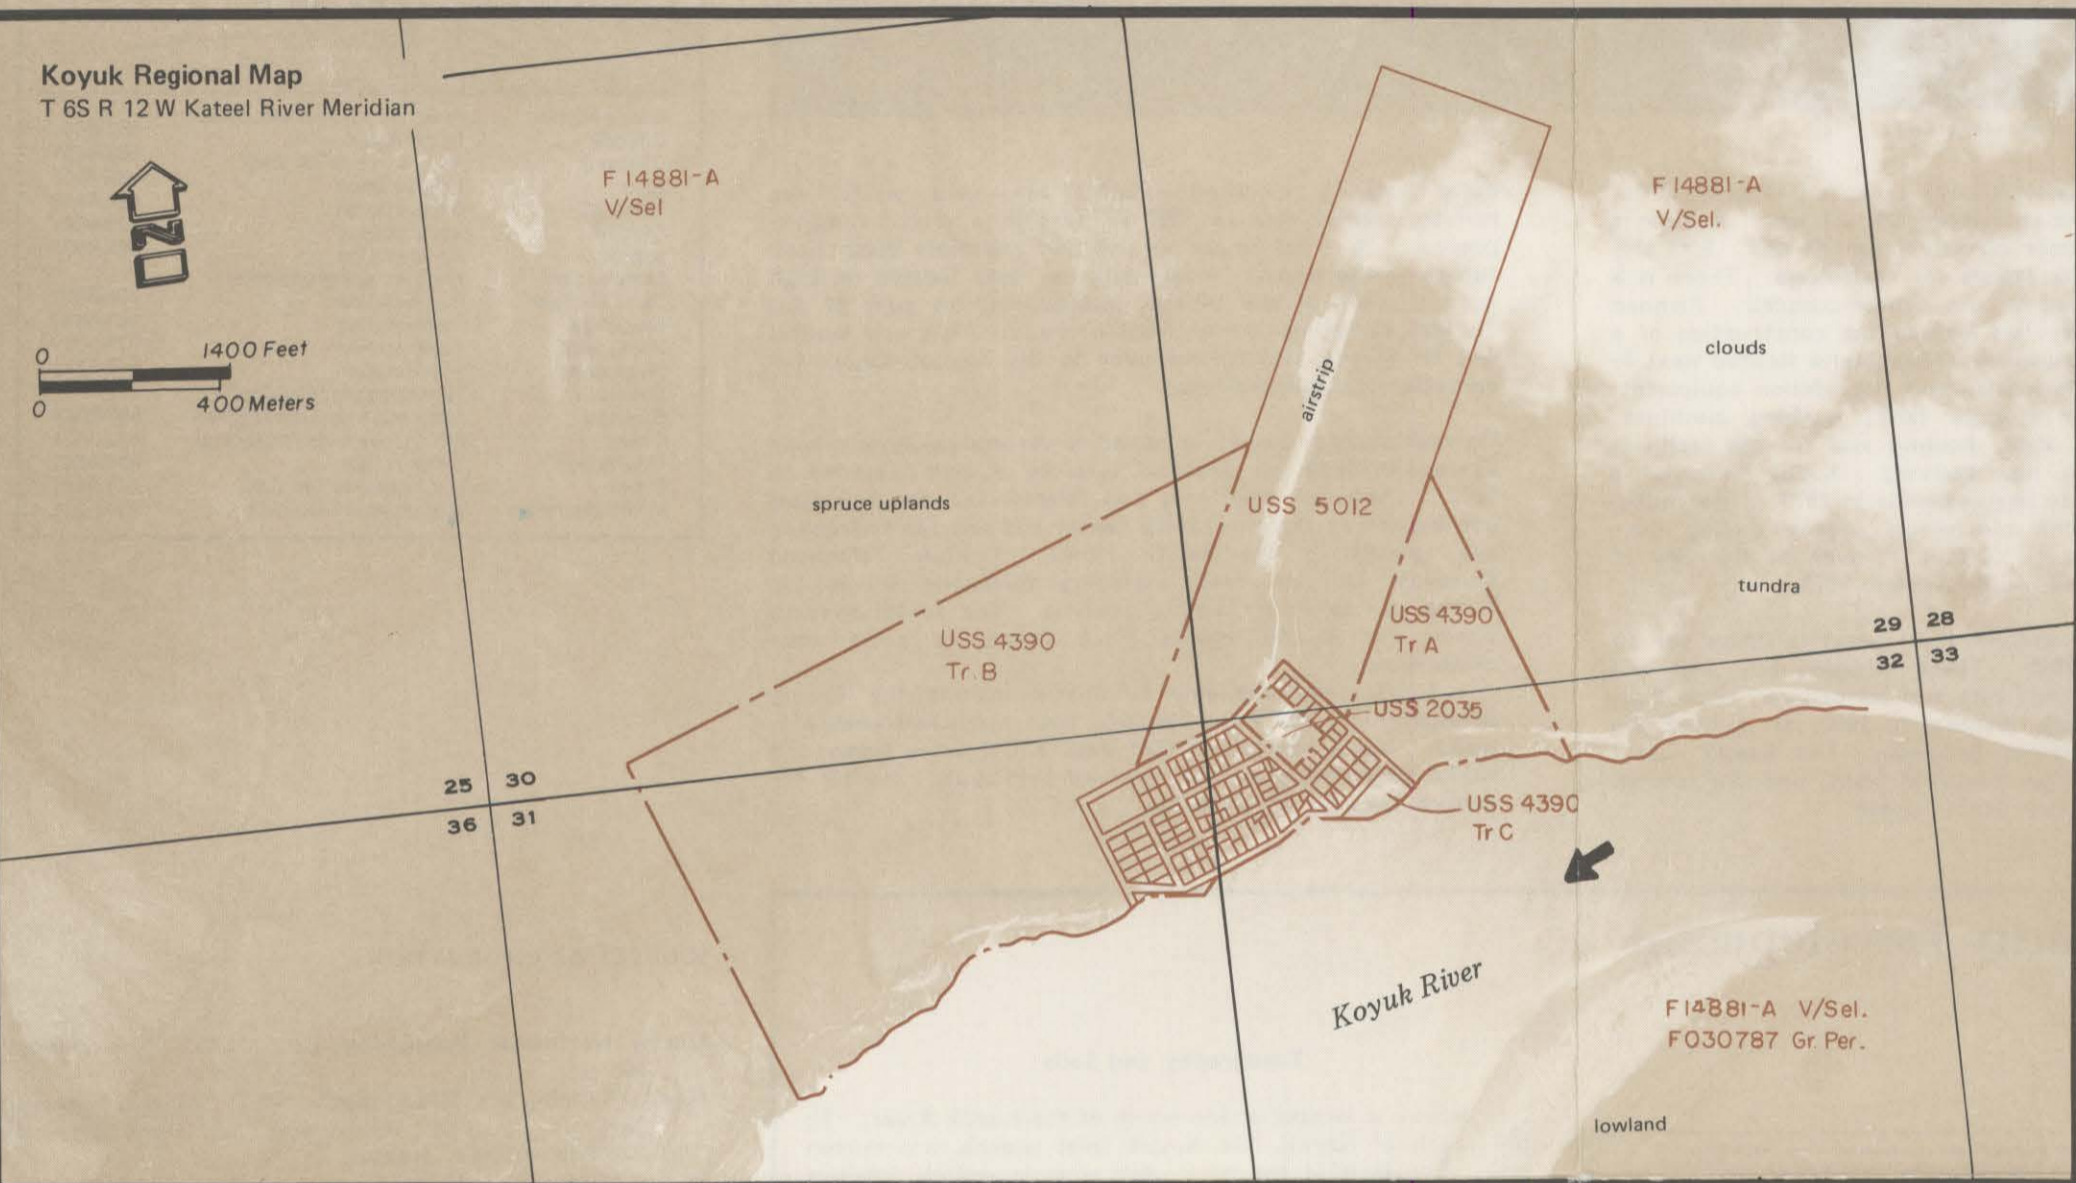 Koyuk Regional Map
T 6S R 12 W Kateel River Meridian
N
0
1400 Feet
0
400 Meters
F 14881-A
V/Sel
F 14881-A
V/Sel.
clouds
airstrip
spruce uplands
USS 5012
tundra
USS 4390
Tr A
29 28
32 33
USS 4390
Tr. B
USS 2035
25 30
36 31
USS 4390
Tr C
Koyuk River
F14881-A V/Sel.
F030787 Gr. Per.
lowland